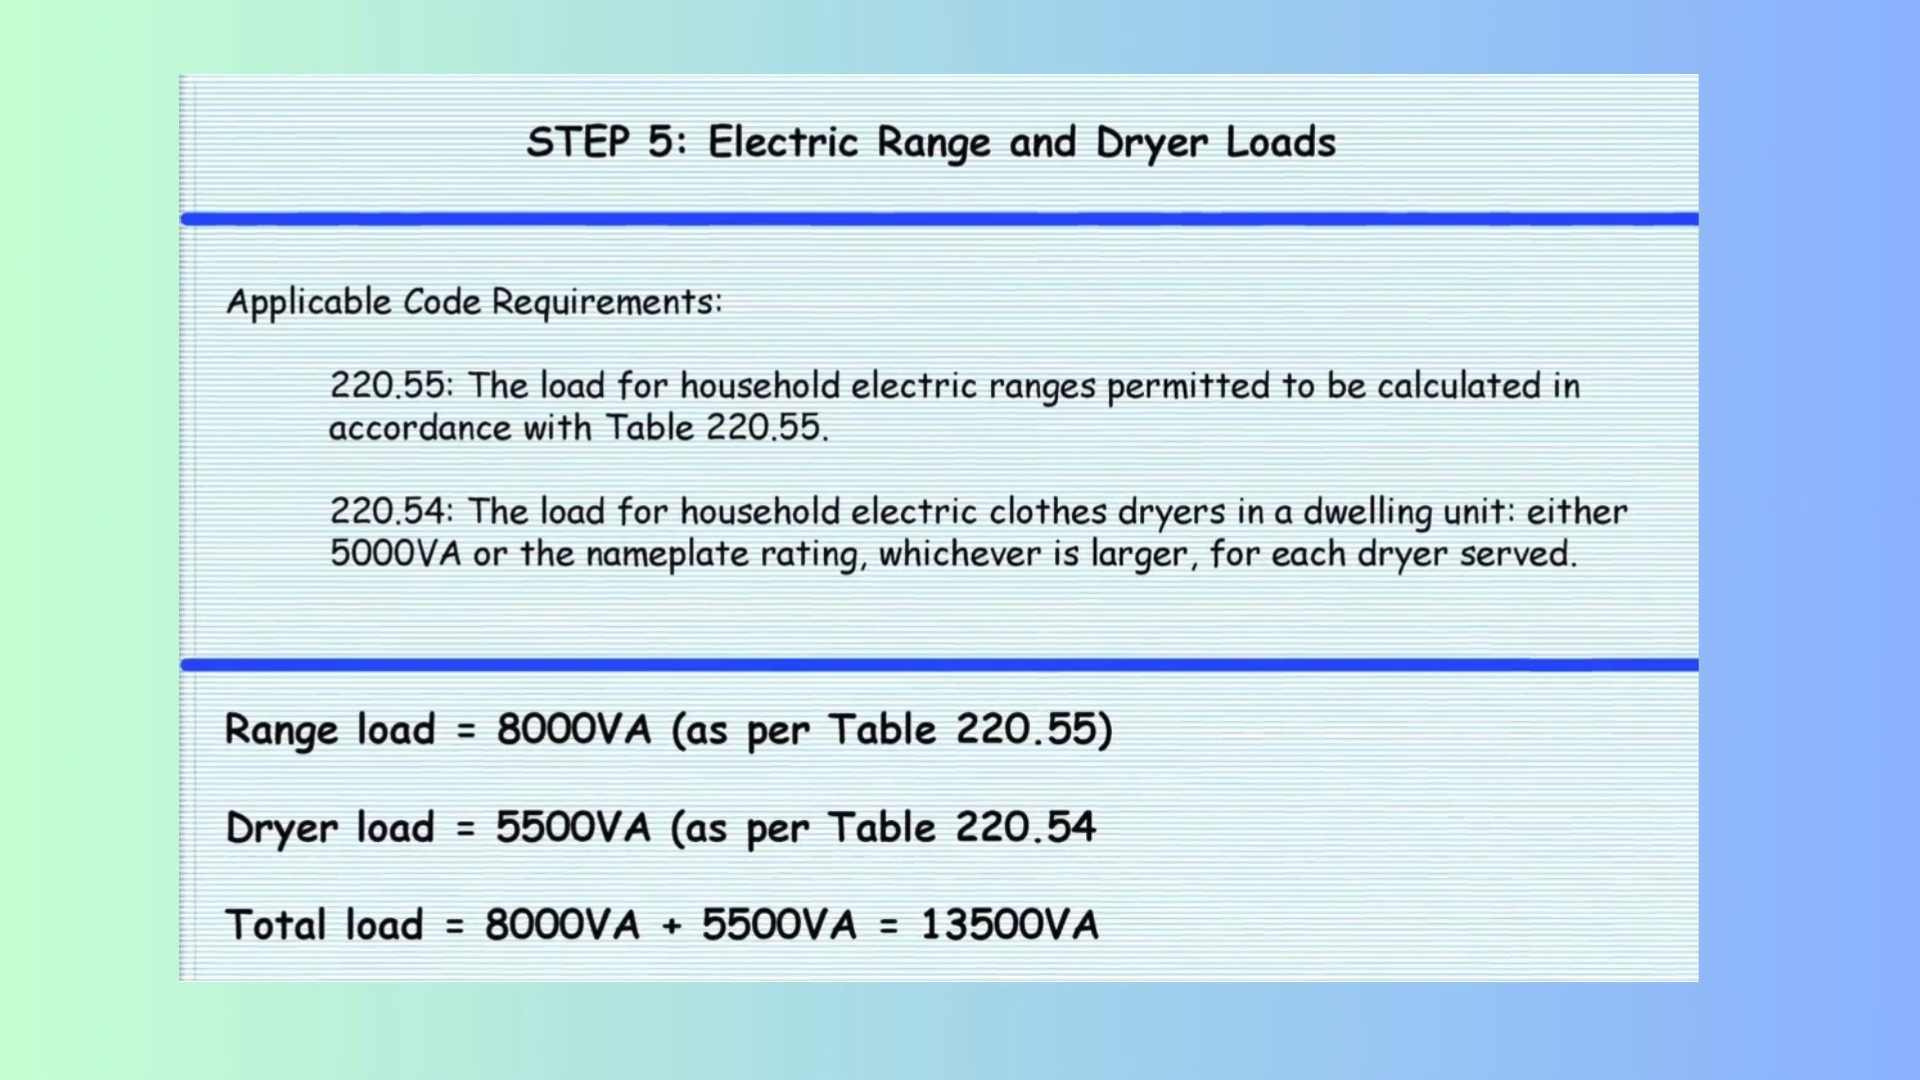 STEP 5: Electric Range and Dryer Loads
Applicable Code Requirements:
220.55: The load for household electric ranges permitted to be calculated in
accordance with Table 220.55.
220.54: The load for household electric clothes dryers in a dwelling unit: either
5000VA or the nameplate rating, whichever is larger, for each dryer served.
Range load = 8000VA (as per Table 220.55)
Dryer load = 5500VA (as per Table 220.54
Total load = 8000VA + 5500VA = 13500VA